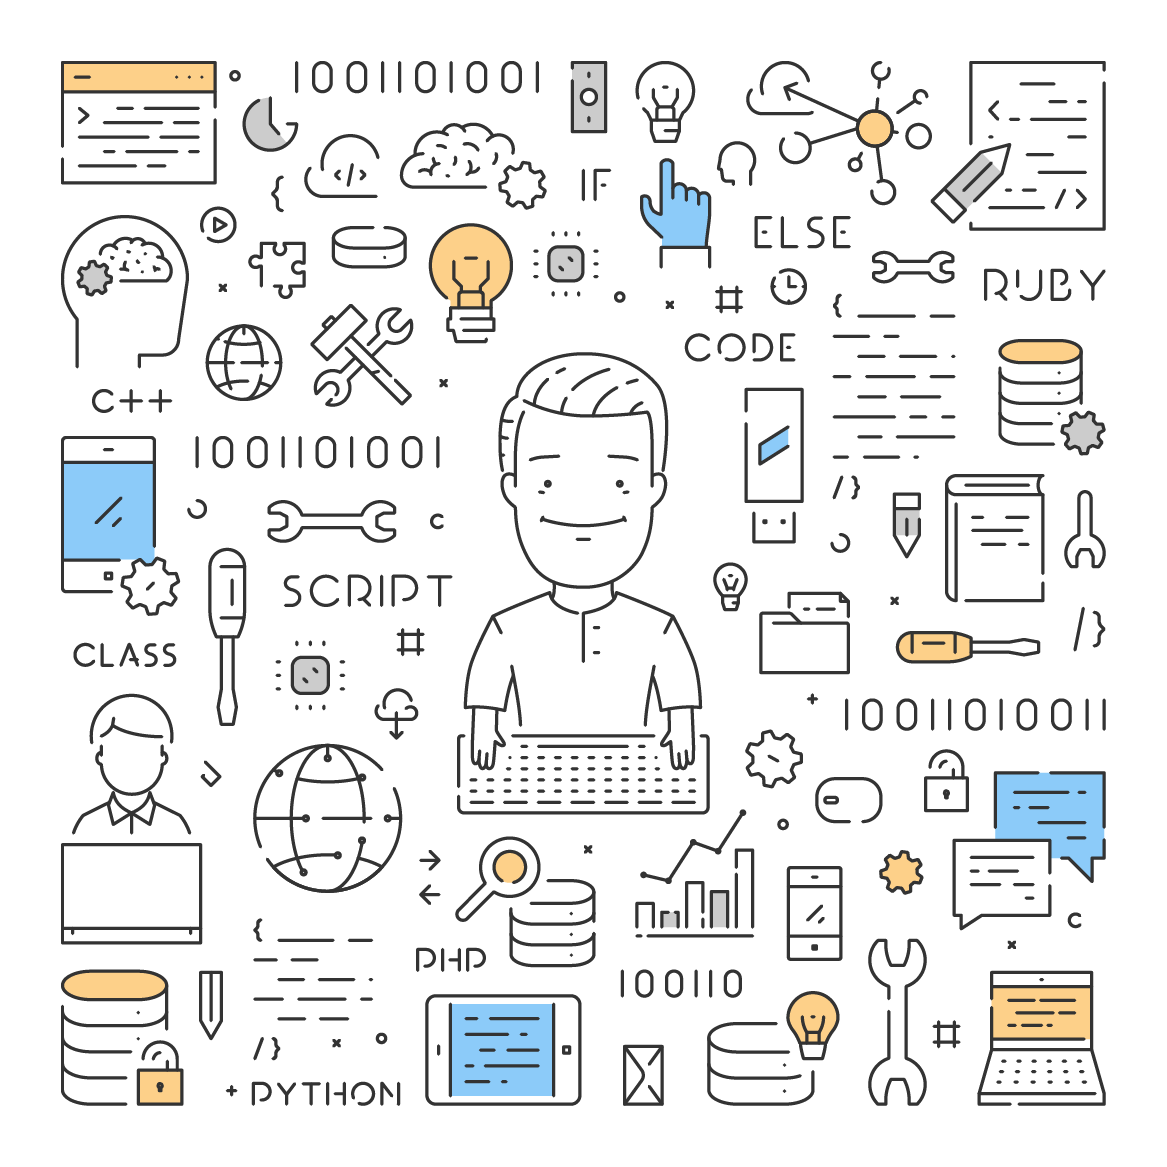 1001101001
>
<
</>
{
IF
/>
ELSE
RUBY
#
{
CODE
C++
1001101001
/}
SCRIPT
/}
CLASS
#
10011010011
{
PHP
100110
#
/}
PYTHON